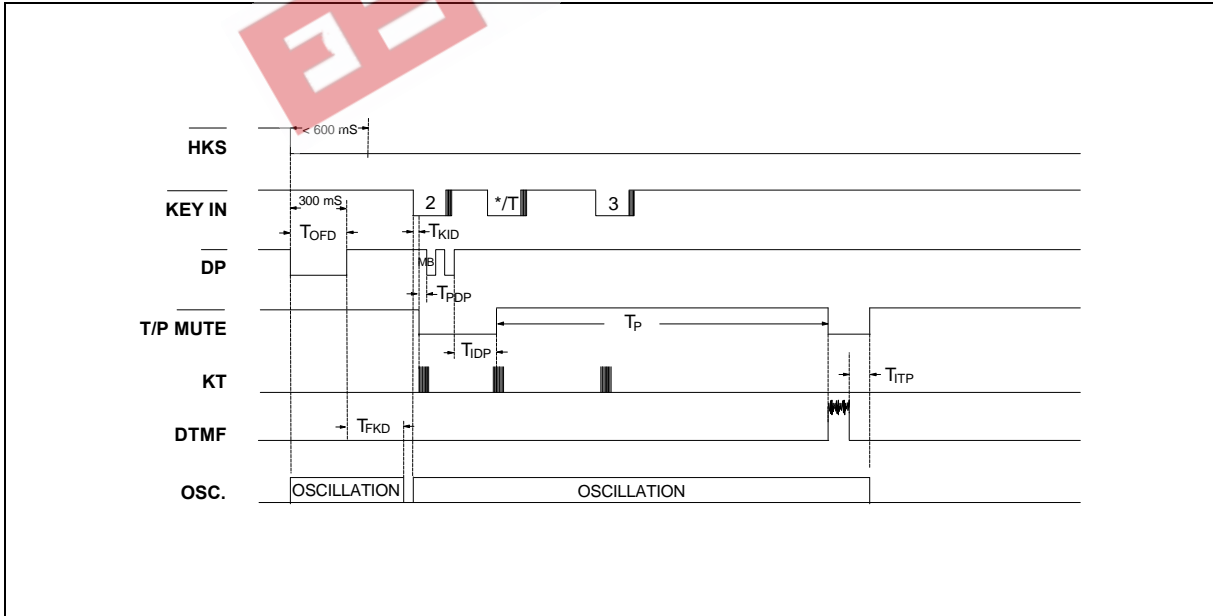 < 600 mS
HKS
KEY IN
2
*/T
3
300 mS
TOFD
TKID
DP
MB
TPDP
T/P MUTE
TP
TIDP
KT
TITP
DTMF
TFKD
OSC.
OSCILLATION
OSCILLATION